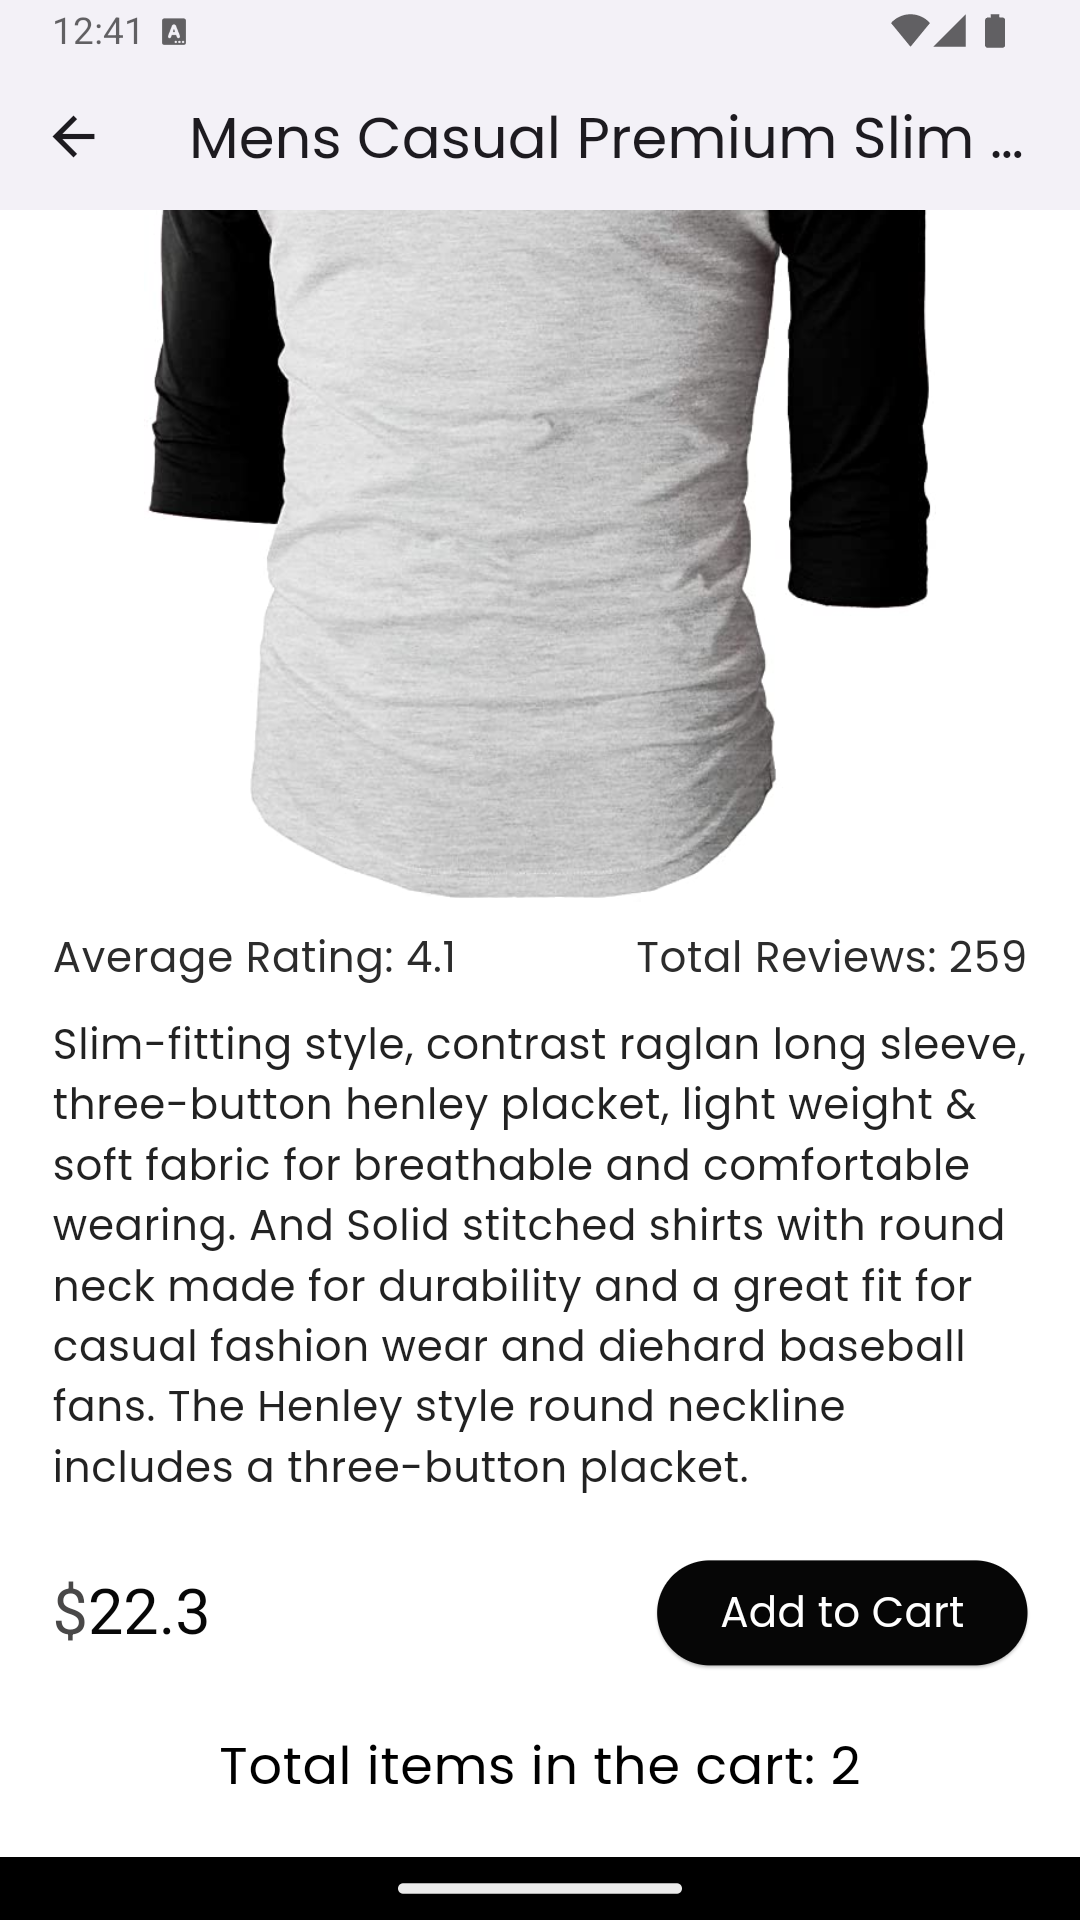 12:41 A
Mens Casual Premium Slim ...
Average Rating: 4.1
Total Reviews: 259
Slim-fitting style, contrast raglan long sleeve,
three-button henley placket, light weight &
soft fabric for breathable and comfortable
wearing. And Solid stitched shirts with round
neck made for durability and a great fit for
casual fashion wear and diehard baseball
fans. The Henley style round neckline
includes a three-button placket.
$22.3
Add to Cart
Total items in the cart: 2